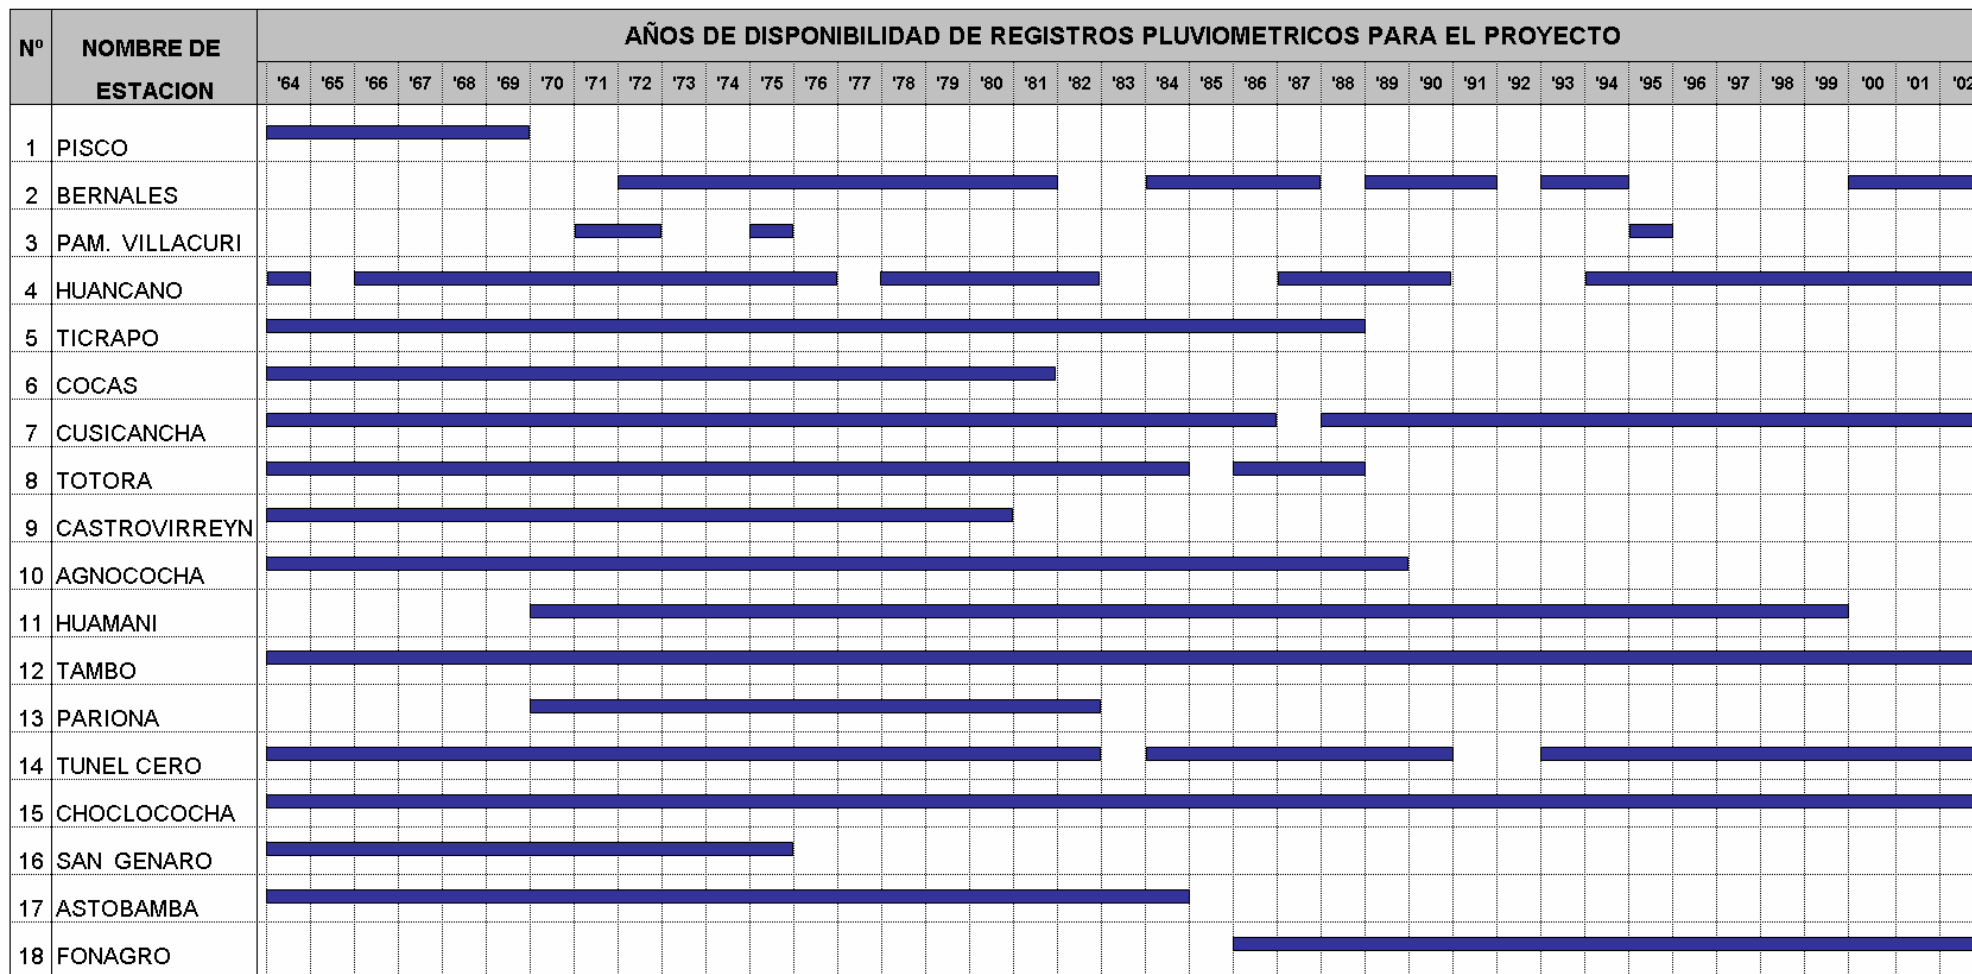 AÑOS DE DISPONIBILIDAD DE REGISTROS PLUVIOMETRICOS PARA EL PROYECTO
Nº NOMBRE DE
ESTACION
'64 '65 '66 '67 '68 '69 '70 '71 '72 '73 '74 '75 '76 '77 '78 '79 '80 '81 '82 '83 '84 '85 '86 '87 '88 '89 '90 '91 '92 '93 '94 '95 '96 '97 '98 '99 '00 '01 '02
1 PISCO
2 BERNALES
3 PAM. VILLACURI
4 HUANCANO
5 TICRAPO
6 COCAS
7 CUSICANCHA
8 TOTORA
9 CASTROVIRREYN
10 AGNOCOCHA
11 HUAMANI
12 TAMBO
13 PARIONA
14 TUNEL CERO
15 CHOCLOCOCHA
16 SAN GENARO
17 ASTOBAMBA
18 FONAGRO